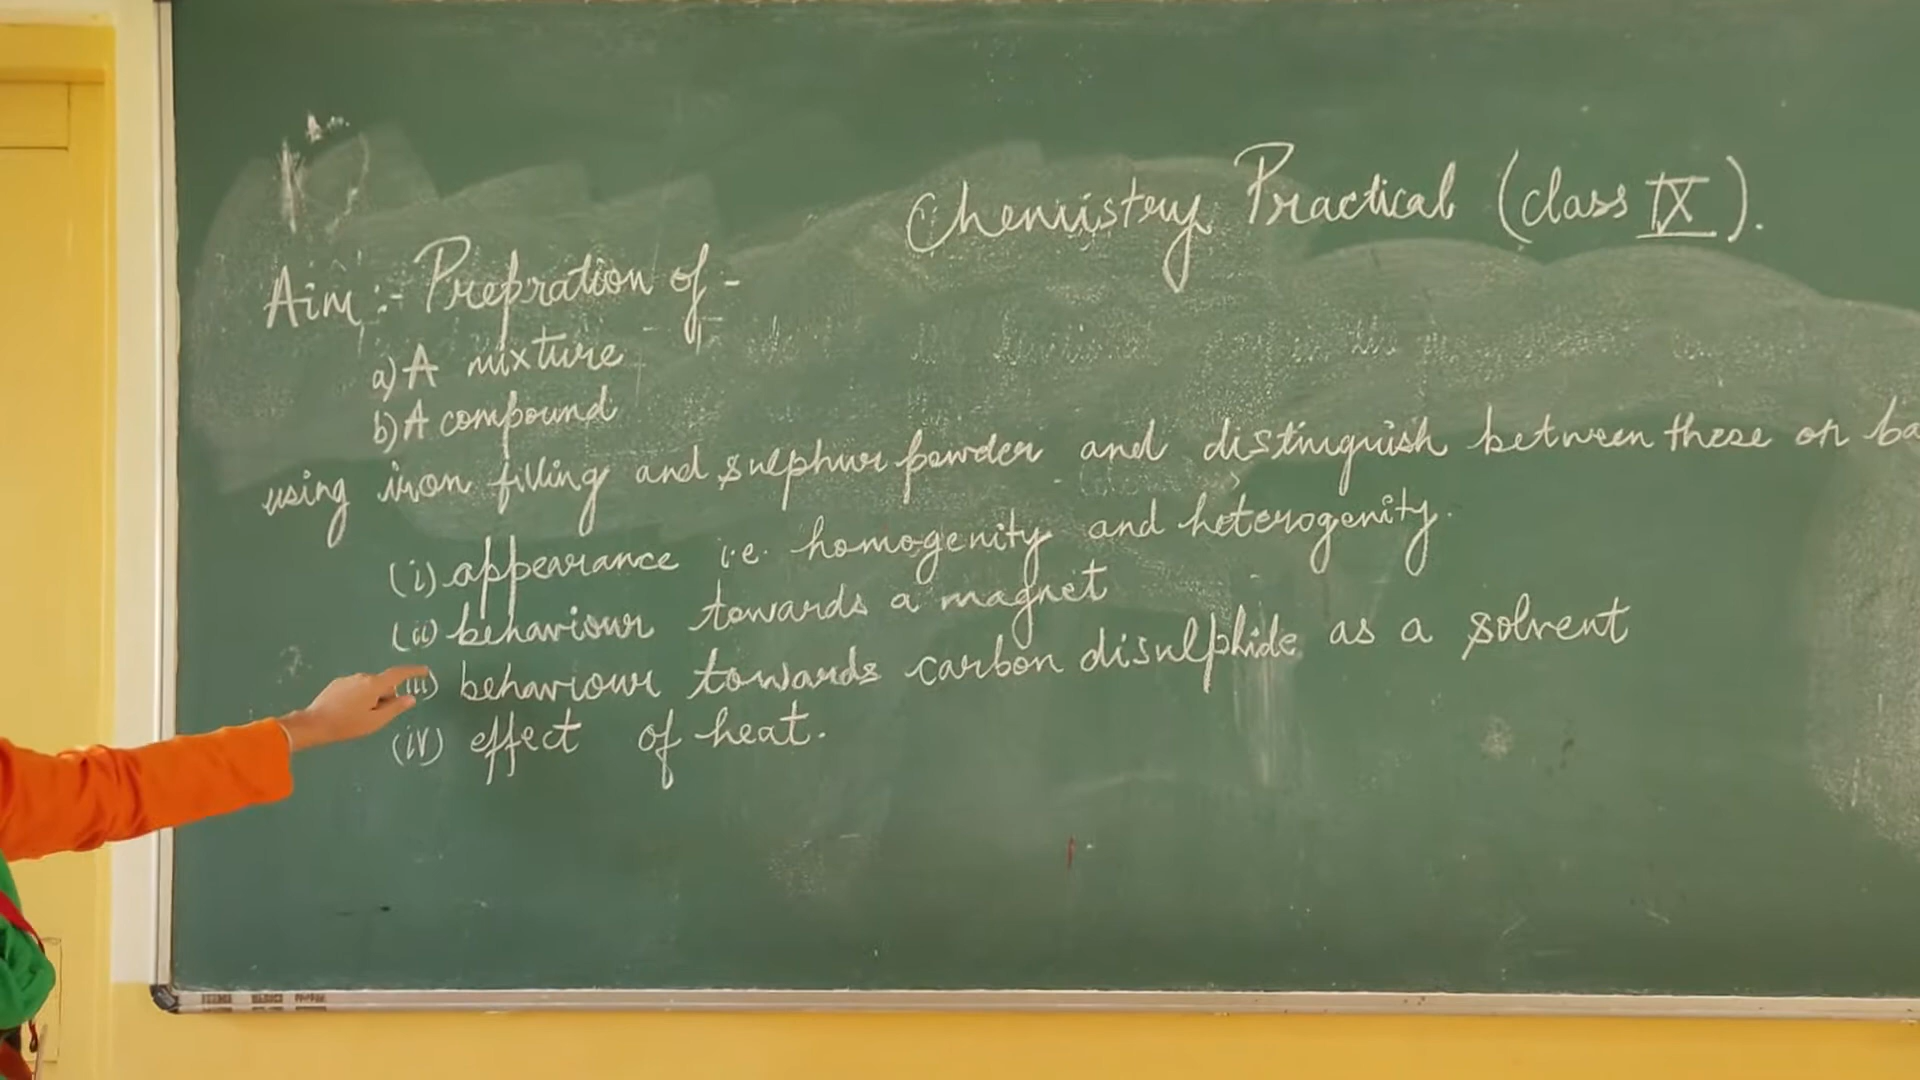 Chemistry Practical (class IX).
Aim:- Prepration of -
a) A mixture
b) A compound
using iron filling and sulphur powder and distinguish between these on ba
(i) appearance i.e. homogenity and heterogenity.
(ii) behaviour towards a magnet
(iii) behaviour towards carbon disulphide as a solvent
(iv) effect of heat.